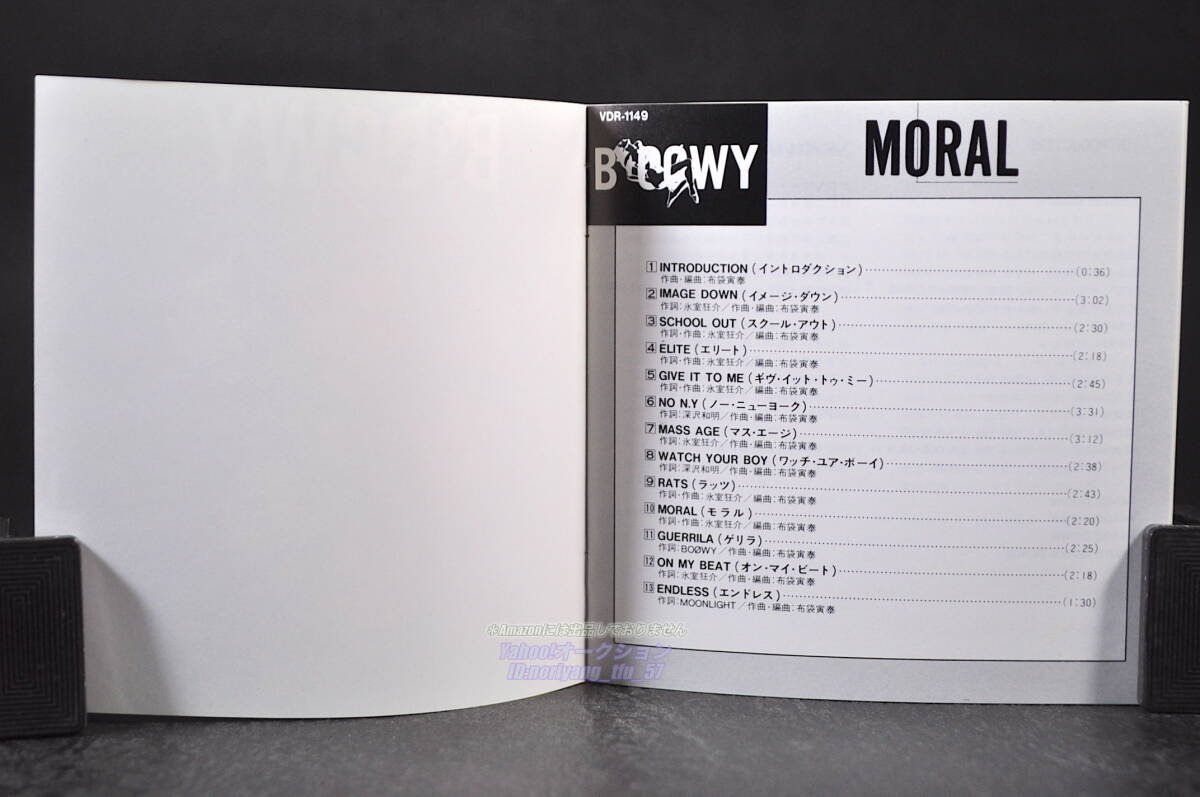 VDR-1149
BOØWY
MORAL
1 INTRODUCTION (イントロダクション) (0:36)
作曲・編曲:布袋寅泰
2 IMAGE DOWN (イメージ・ダウン) (3:02)
作詞:氷室狂介/作曲・編曲:布袋寅泰
3 SCHOOL OUT (スクール・アウト) (2:30)
作詞・作曲:氷室狂介/編曲:布袋寅泰
4 ÉLITE (エリート) (2:18)
作詞・作曲:氷室狂介/編曲:布袋寅泰
5 GIVE IT TO ME (ギヴ・イット・トゥ・ミー) (2:45)
作詞・作曲:氷室狂介/編曲:布袋寅泰
6 NO N.Y (ノー・ニューヨーク) (3:31)
作詞:深沢和明/作曲・編曲:布袋寅泰
7 MASS AGE (マス・エージ) (3:12)
作詞:氷室狂介/作曲・編曲:布袋寅泰
8 WATCH YOUR BOY (ワッチ・ユア・ボーイ) (2:38)
作詞:深沢和明/作曲・編曲:布袋寅泰
9 RATS (ラッツ) (2:43)
作詞・作曲:氷室狂介/編曲:布袋寅泰
10 MORAL (モラル) (2:20)
作詞・作曲:氷室狂介/編曲:布袋寅泰
11 GUERRILA (ゲリラ) (2:25)
作詞:BOØWY/作曲・編曲:布袋寅泰
12 ON MY BEAT (オン・マイ・ビート) (2:18)
作詞:氷室狂介/作曲・編曲:布袋寅泰
13 ENDLESS (エンドレス) (1:30)
作詞:MOONLIGHT/作曲・編曲:布袋寅泰
※Amazonには出品しておりません
Yahoo!オークション
ID:noriyang_tfu_57